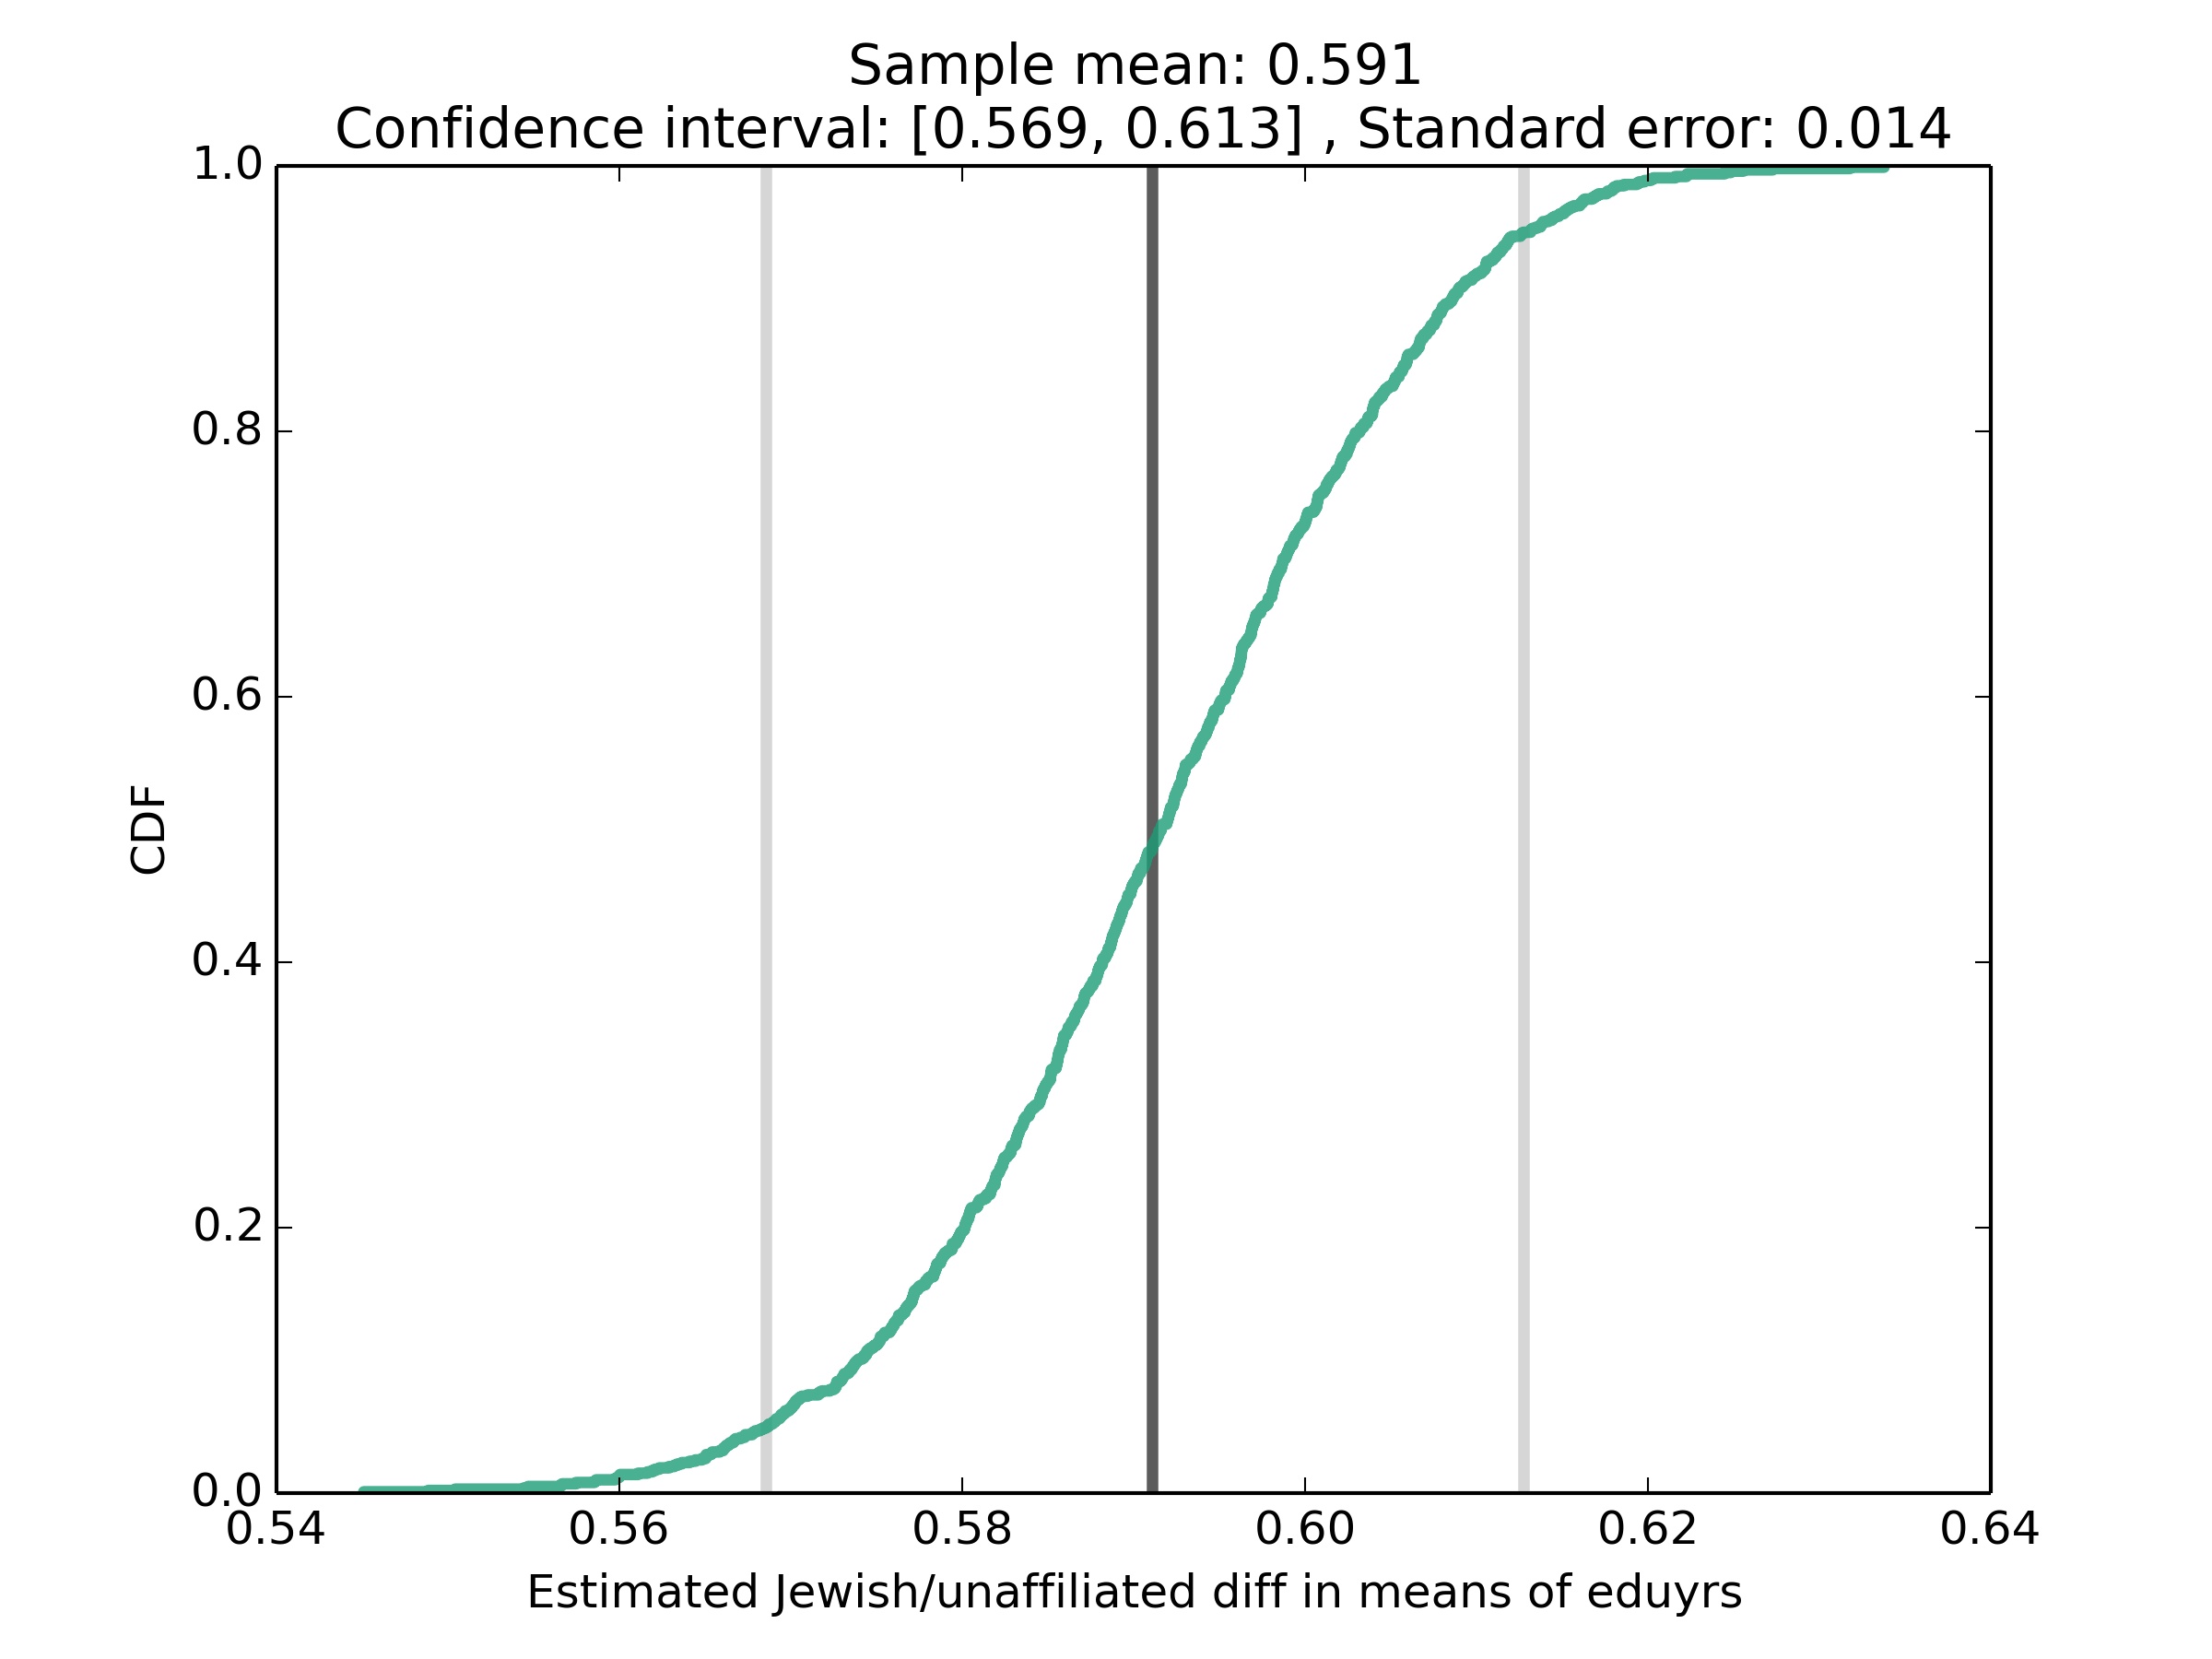 Sample mean: 0.591
Confidence interval: [0.569, 0.613] , Standard error: 0.014
1.0
0.8
0.6
0.4
0.2
0.0
CDF
0.54 0.56 0.58 0.60 0.62 0.64
Estimated Jewish/unaffiliated diff in means of eduyrs